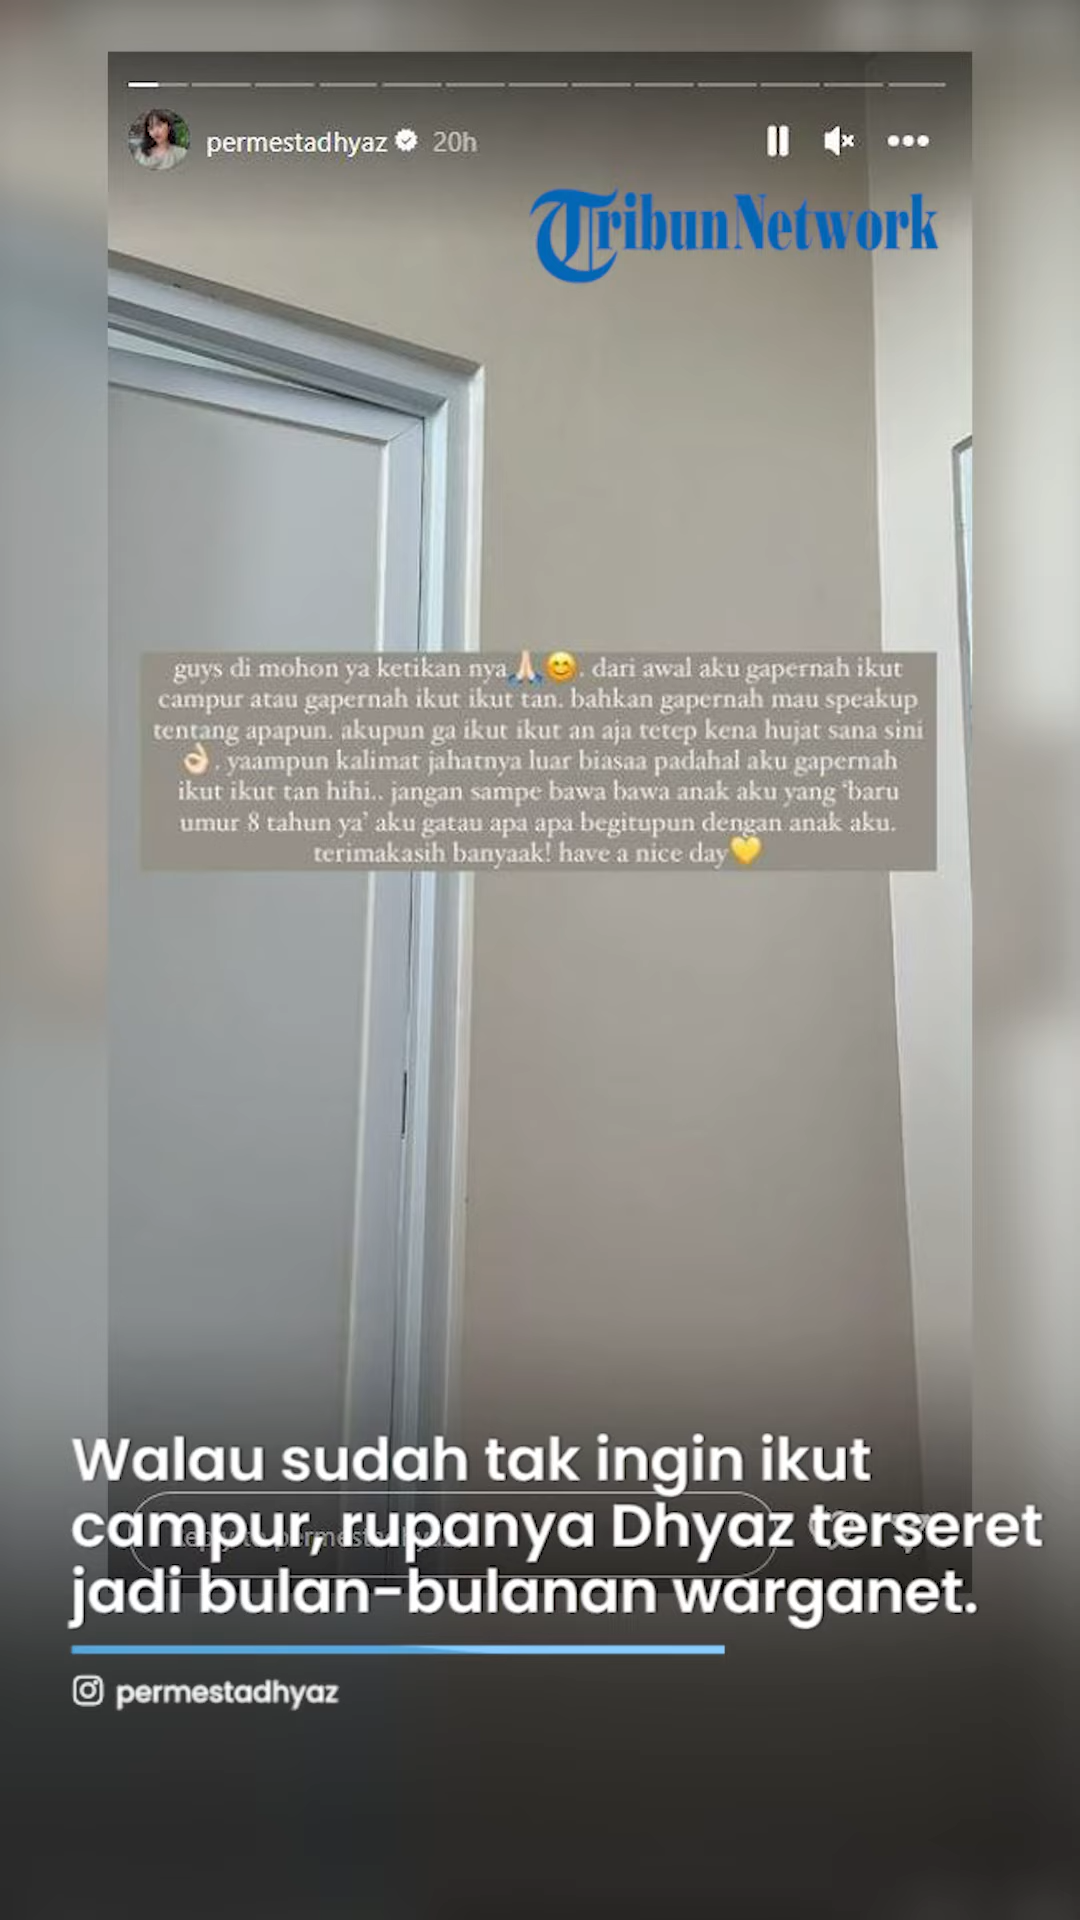 permestadhyaz 20h
TribunNetwork
guys di mohon ya ketikan nya🙏🏻😊. dari awal aku gapernah ikut
campur atau gapernah ikut ikut tan. bahkan gapernah mau speakup
tentang apapun. akupun ga ikut ikut an aja tetep kena hujat sana sini
👌🏻. yaampun kalimat jahatnya luar biasaa padahal aku gapernah
ikut ikut tan hihi.. jangan sampe bawa bawa anak aku yang ‘baru
umur 8 tahun ya’ aku gatau apa apa begitupun dengan anak aku.
terimakasih banyaak! have a nice day💛
Walau sudah tak ingin ikut
campur, rupanya Dhyaz terseret
jadi bulan-bulanan warganet.
permestadhyaz